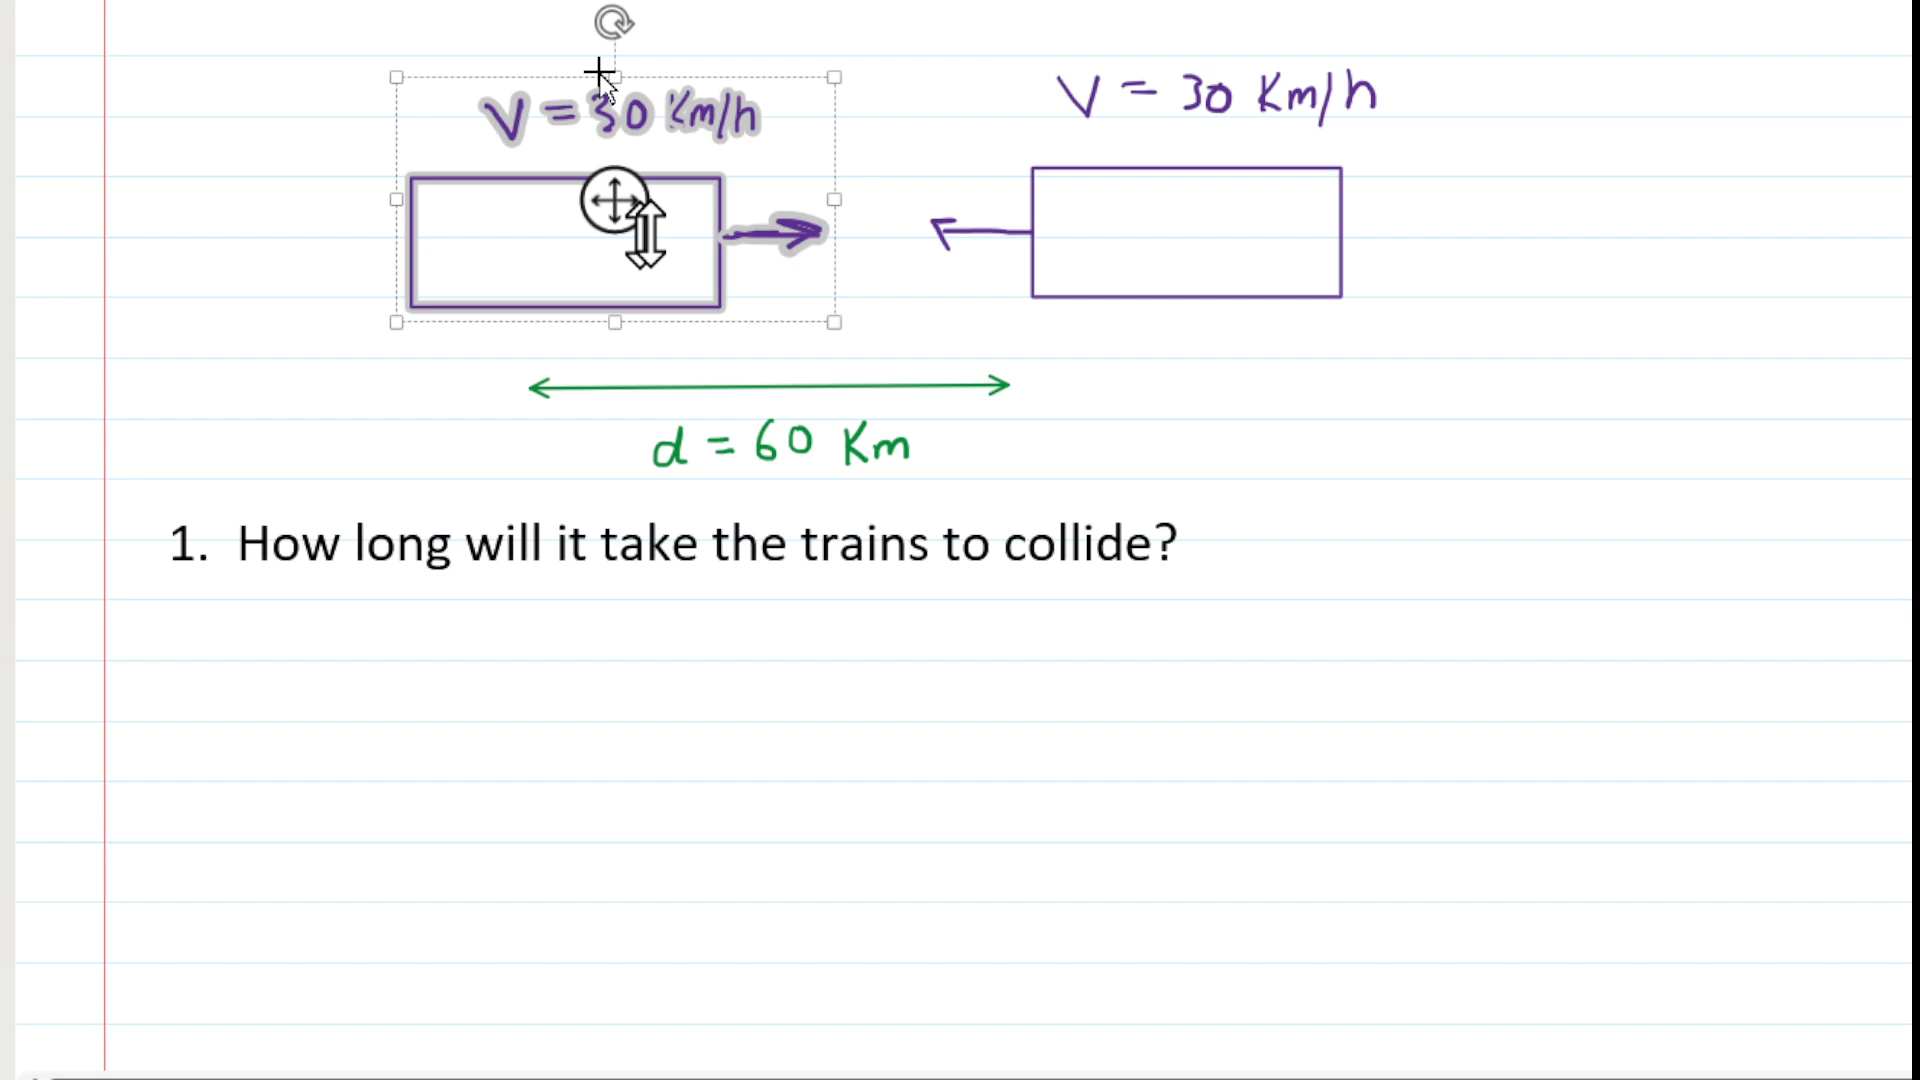 V = 30 Km/h
V = 30 Km/h
d = 60 Km
1. How long will it take the trains to collide?